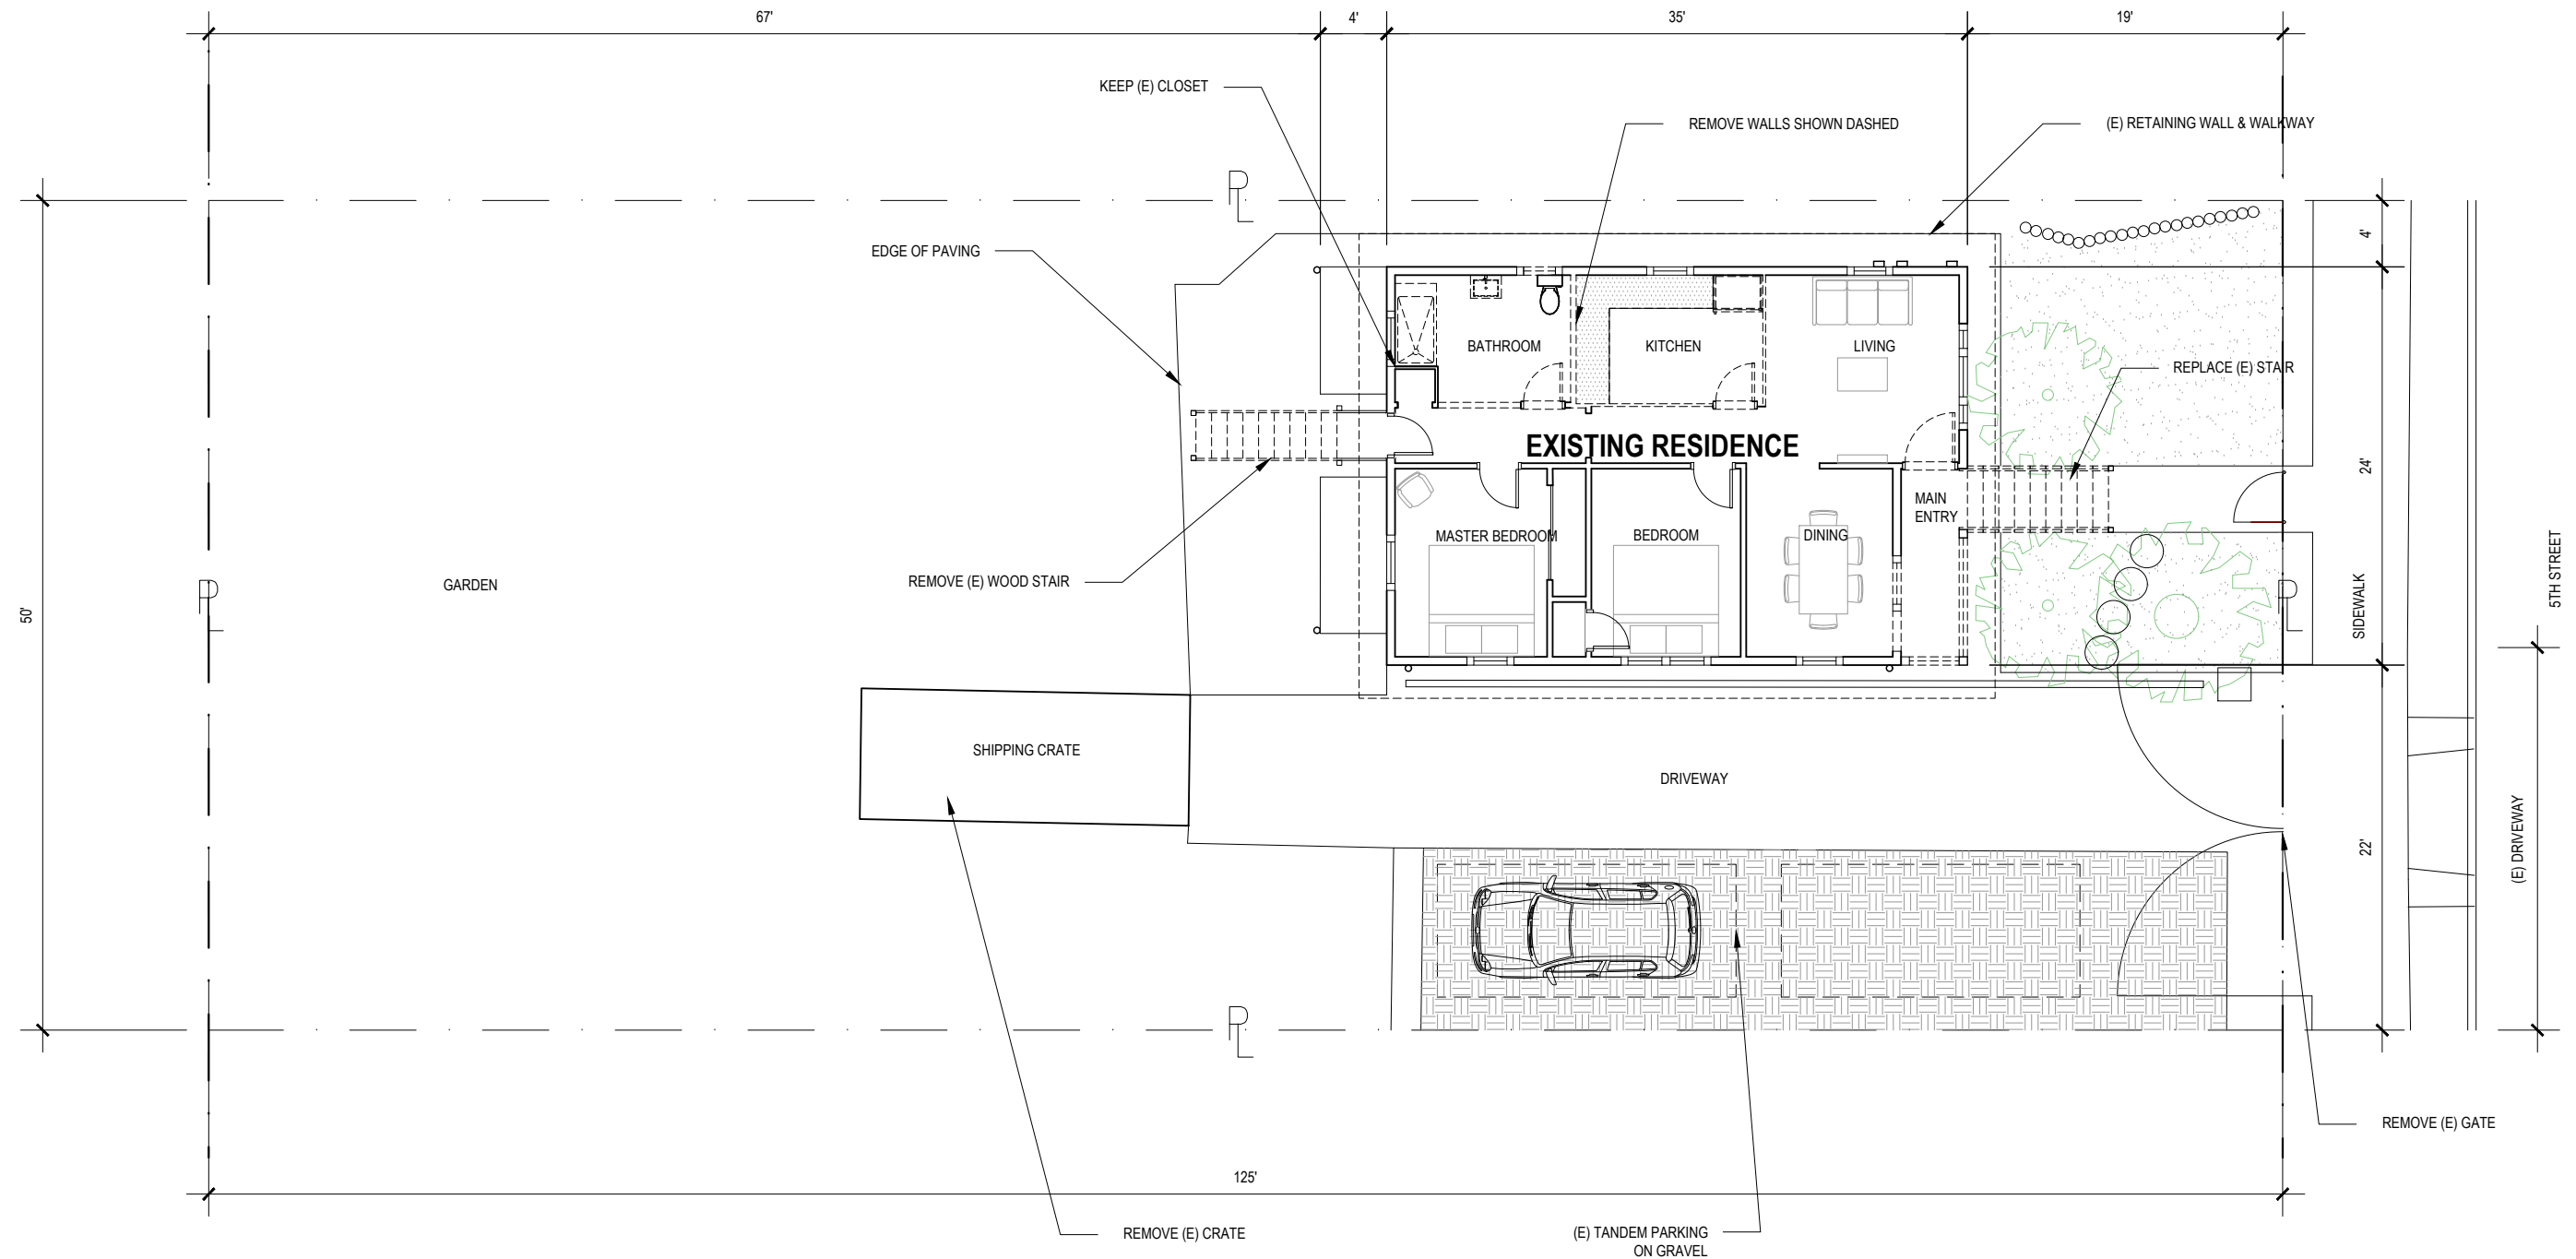 67'
4'
35'
19'
KEEP (E) CLOSET
REMOVE WALLS SHOWN DASHED
(E) RETAINING WALL & WALKWAY
PL
EDGE OF PAVING
4'
BATHROOM
KITCHEN
LIVING
REPLACE (E) STAIR
EXISTING RESIDENCE
24'
MAIN
ENTRY
MASTER BEDROOM
BEDROOM
DINING
REMOVE (E) WOOD STAIR
GARDEN
PL
PL
50'
SIDEWALK
5TH STREET
SHIPPING CRATE
DRIVEWAY
22'
(E) DRIVEWAY
PL
REMOVE (E) GATE
125'
REMOVE (E) CRATE
(E) TANDEM PARKING
ON GRAVEL